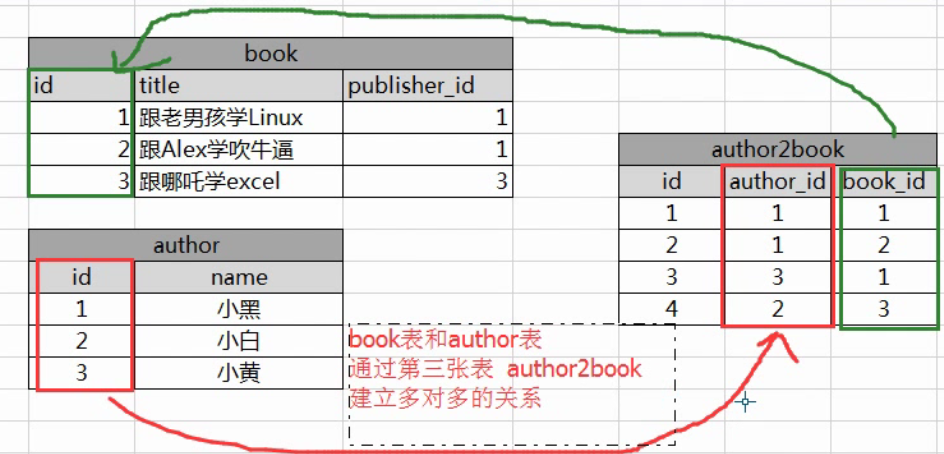 book
id title publisher_id
1 跟老男孩学Linux 1
2 跟Alex学吹牛逼 1
3 跟哪吒学excel 3
author
id name
1 小黑
2 小白
3 小黄
author2book
id author_id book_id
1 1 1
2 1 2
3 3 1
4 2 3
book表和author表
通过第三张表 author2book
建立多对多的关系